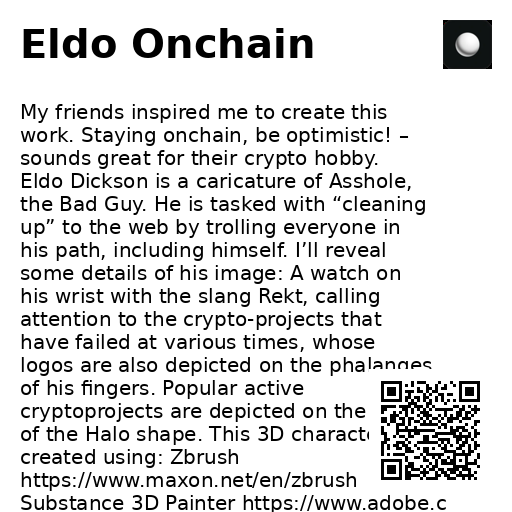 Eldo Onchain
My friends inspired me to create this
work. Staying onchain, be optimistic! –
sounds great for their crypto hobby.
Eldo Dickson is a caricature of Asshole,
the Bad Guy. He is tasked with “cleaning
up” to the web by trolling everyone in
his path, including himself. I’ll reveal
some details of his image: A watch on
his wrist with the slang Rekt, calling
attention to the crypto-projects that
have failed at various times, whose
logos are also depicted on the phalanges
of his fingers. Popular active
cryptoprojects are depicted on the
of the Halo shape. This 3D
created using: Zbrush
https://www.maxon.net/en/zbrush
Substance 3D Painter https://www.adobe.c